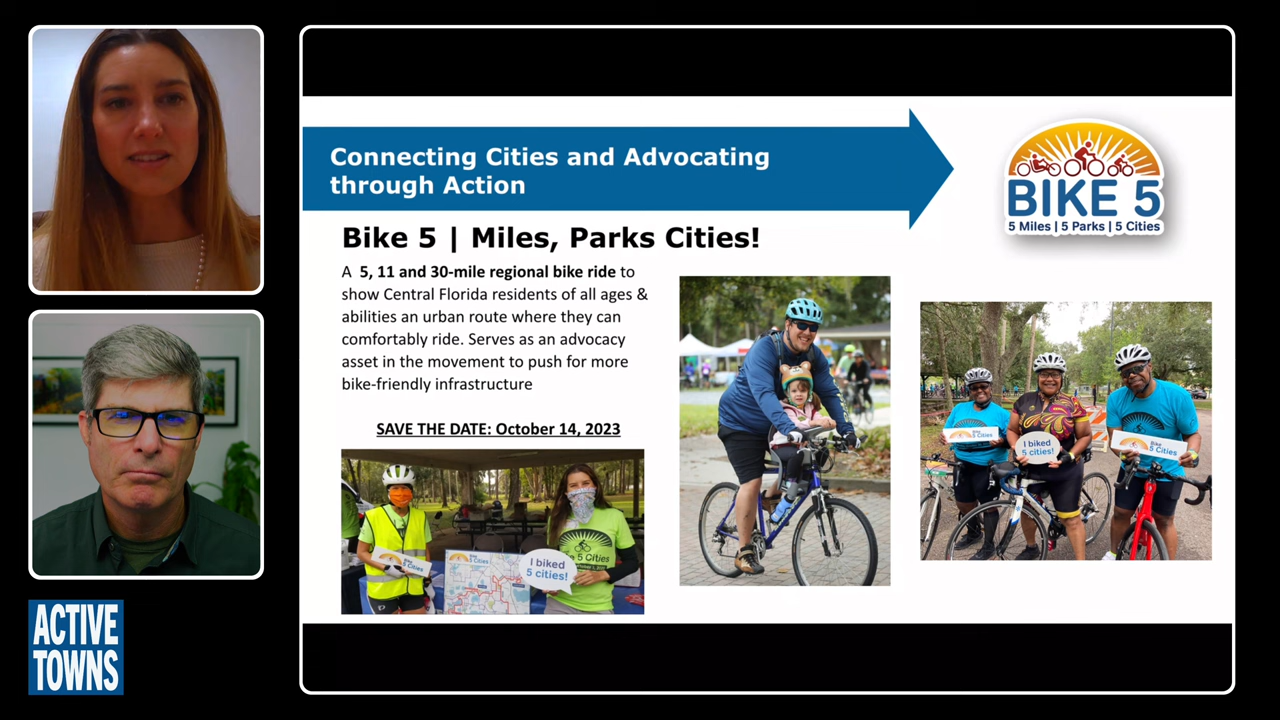 Connecting Cities and Advocating
through Action
BIKE 5
5 Miles | 5 Parks | 5 Cities
Bike 5 | Miles, Parks Cities!
A 5, 11 and 30-mile regional bike ride to
show Central Florida residents of all ages &
abilities an urban route where they can
comfortably ride. Serves as an advocacy
asset in the movement to push for more
bike-friendly infrastructure
SAVE THE DATE: October 14, 2023
I biked
5 cities!
5 Cities
I biked
5 cities!
Bike
5 Cities
ACTIVE
TOWNS